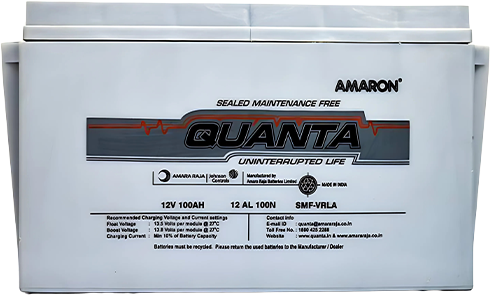 AMARON®
SEALED MAINTENANCE FREE
QUANTA
UNINTERRUPTED LIFE
AMARA RAJA Johnson Controls Manufactured by Amara Raja Batteries Limited MADE IN INDIA
12V 100AH 12 AL 100N SMF-VRLA
Recommended Charging Voltage and Current settings
Float Voltage : 13.5 Volts per module @ 27°C
Boost Voltage : 13.8 Volts per module @ 27°C
Charging Current : Min 10% of Battery Capacity
Contact info
E-mail ID : quanta@amararaja.co.in
Toll Free No. : 1860 425 2288
Website : www.quanta.in & www.amararaja.co.in
Batteries must be recycled. Please return the used batteries to the Manufacturer / Dealer